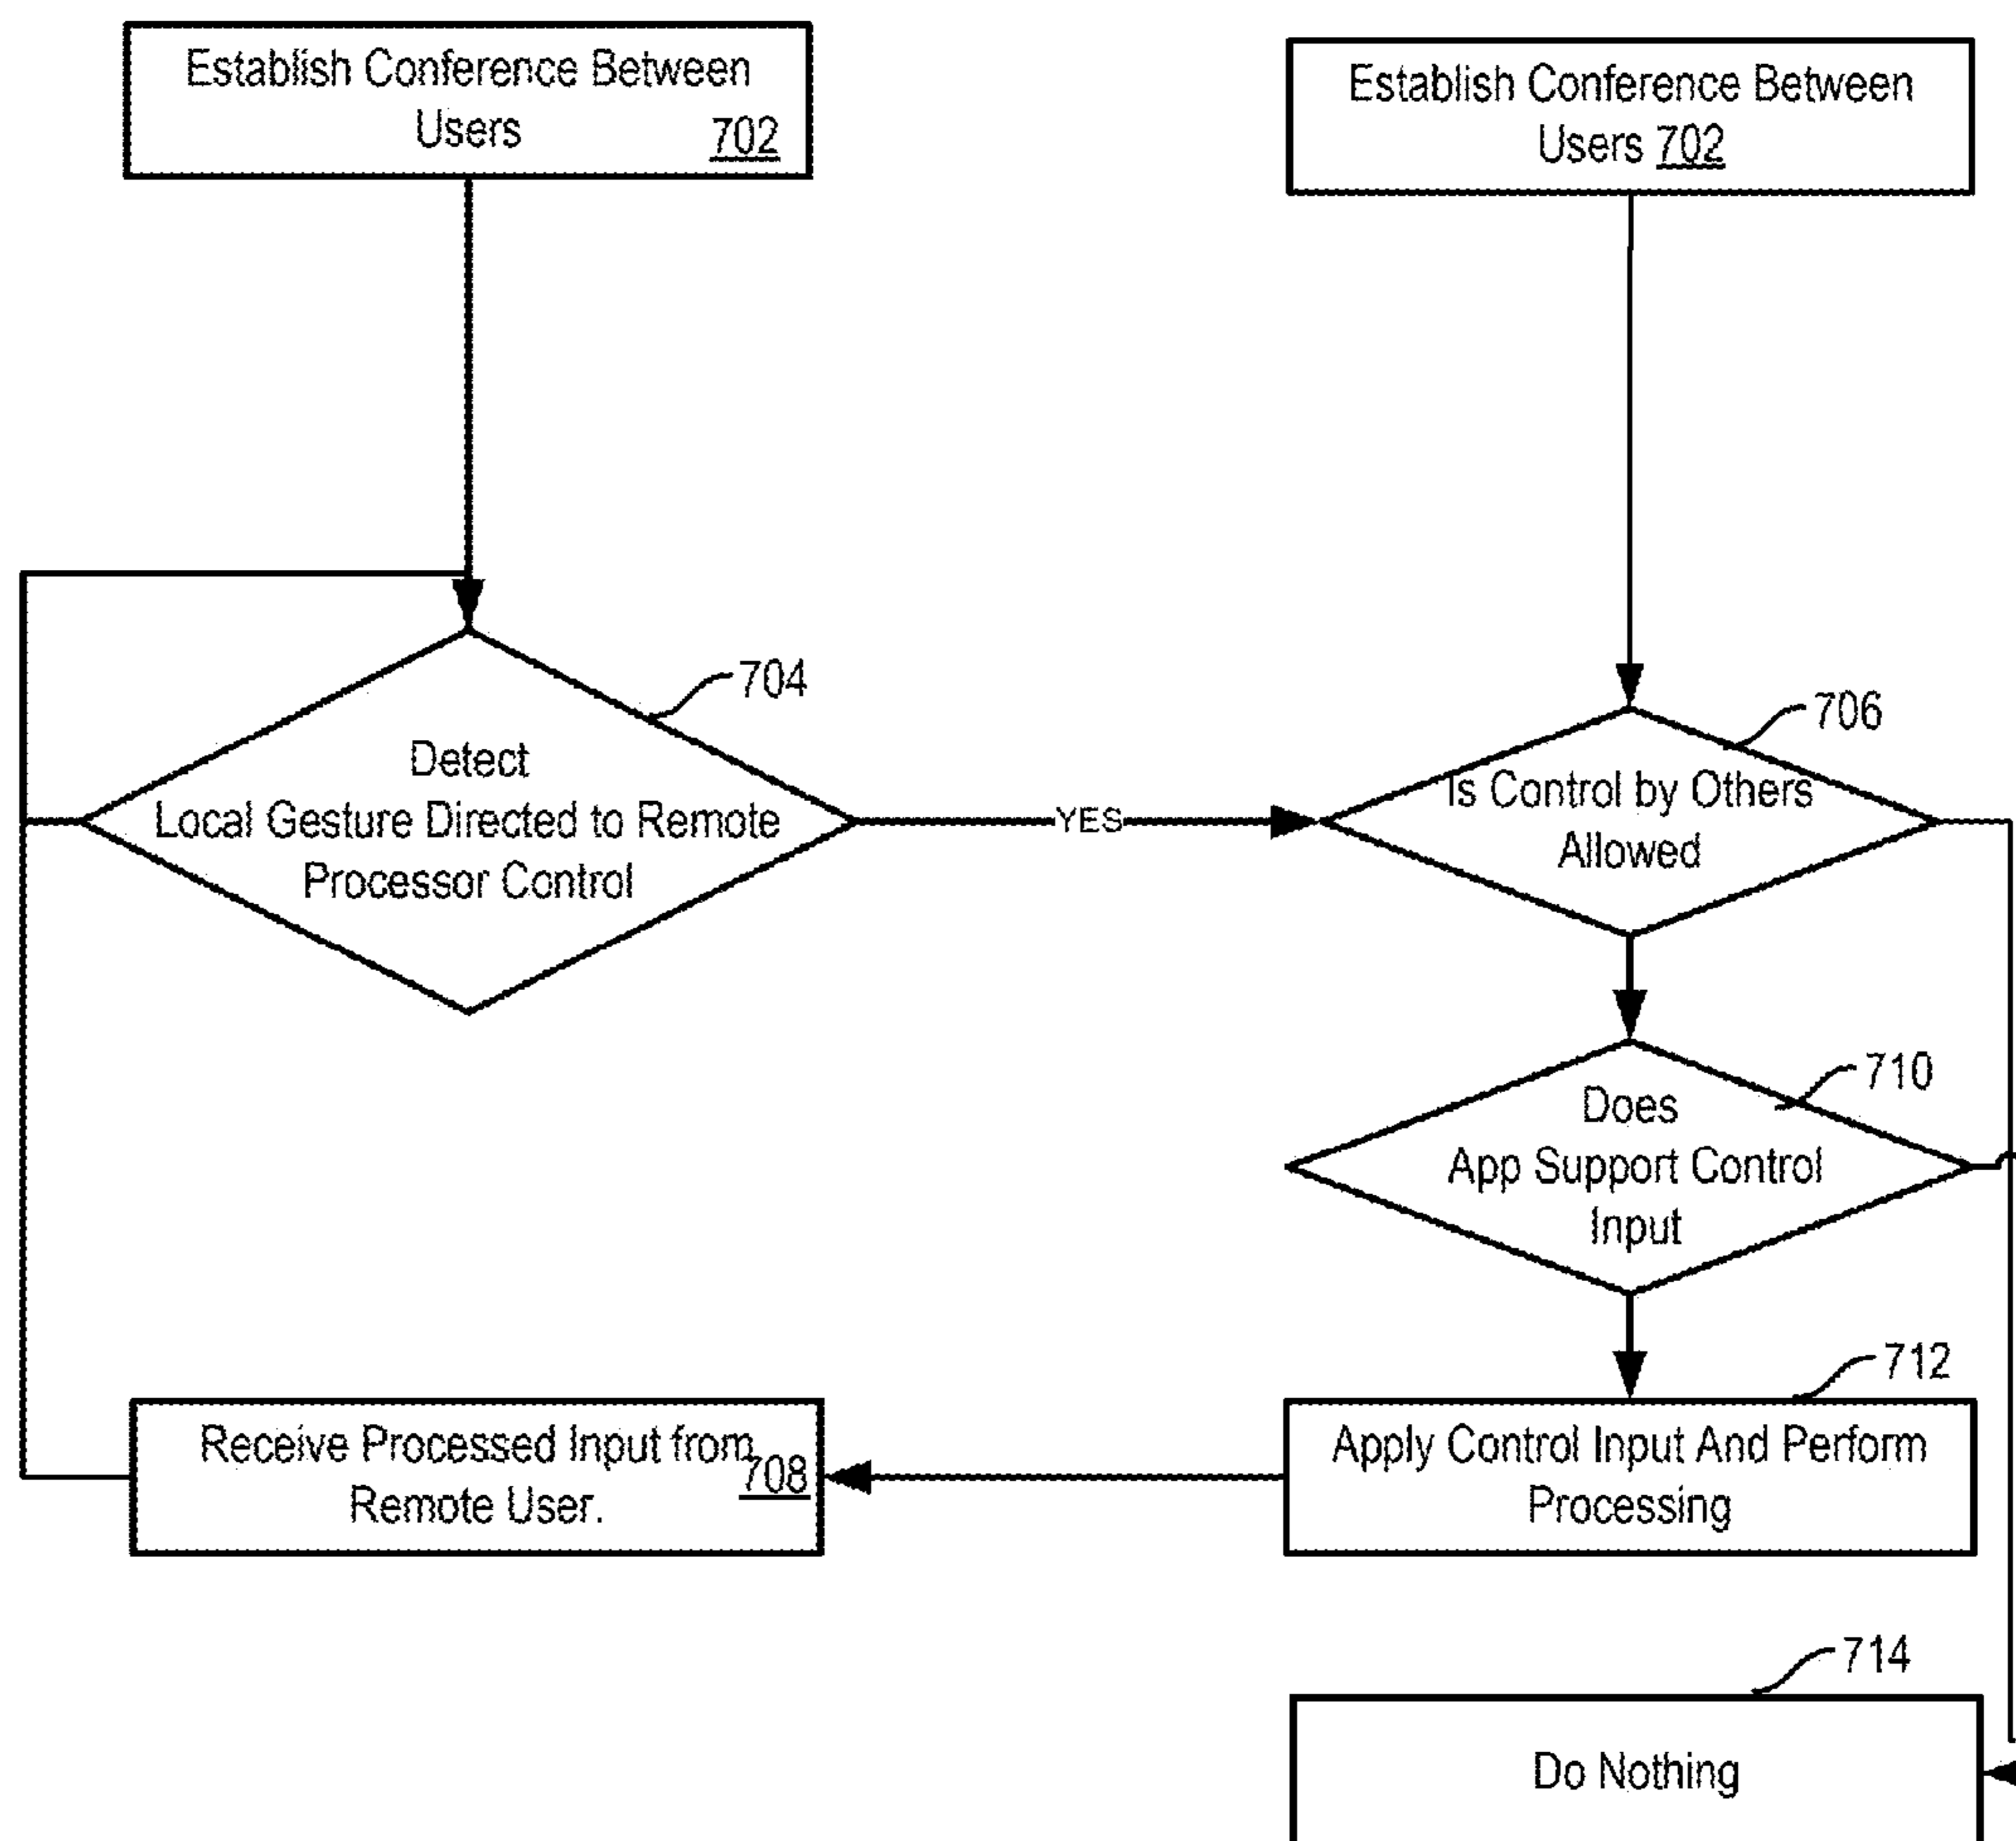 Establish Conference Between
Users 702
Establish Conference Between
Users 702
704
Detect
Local Gesture Directed to Remote
Processor Control
YES
706
Is Control by Others
Allowed
710
Does
App Support Control
Input
712
Receive Processed Input from
708
Remote User.
Apply Control Input And Perform
Processing
714
Do Nothing